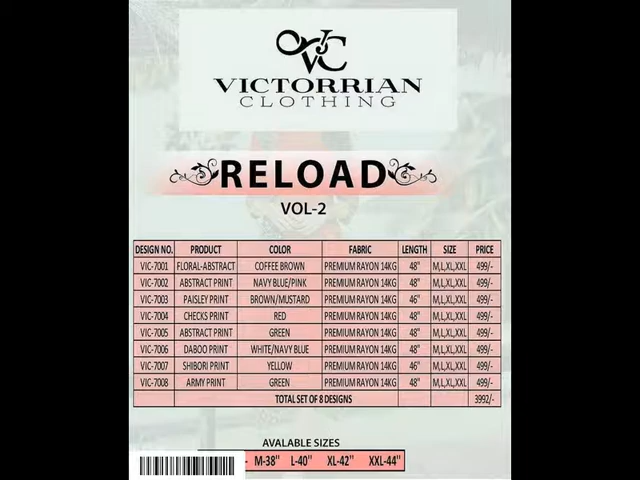 VICTORRIAN
CLOTHING
RELOAD
VOL-2
DESIGN NO. PRODUCT COLOR FABRIC LENGTH SIZE PRICE
VIC-7001 FLORAL-ABSTRACT COFFEE BROWN PREMIUM RAYON 14KG 48" M,L,XL,XXL 499/-
VIC-7002 ABSTRACT PRINT NAVY BLUE/PINK PREMIUM RAYON 14KG 48" M,L,XL,XXL 499/-
VIC-7003 PAISLEY PRINT BROWN/MUSTARD PREMIUM RAYON 14KG 46" M,L,XL,XXL 499/-
VIC-7004 CHECKS PRINT RED PREMIUM RAYON 14KG 48" M,L,XL,XXL 499/-
VIC-7005 ABSTRACT PRINT GREEN PREMIUM RAYON 14KG 48" M,L,XL,XXL 499/-
VIC-7006 DABOO PRINT WHITE/NAVY BLUE PREMIUM RAYON 14KG 48" M,L,XL,XXL 499/-
VIC-7007 SHIBORI PRINT YELLOW PREMIUM RAYON 14KG 46" M,L,XL,XXL 499/-
VIC-7008 ARMY PRINT GREEN PREMIUM RAYON 14KG 48" M,L,XL,XXL 499/-
TOTAL SET OF 8 DESIGNS 3992/-
AVALABLE SIZES
M-38" L-40" XL-42" XXL-44"